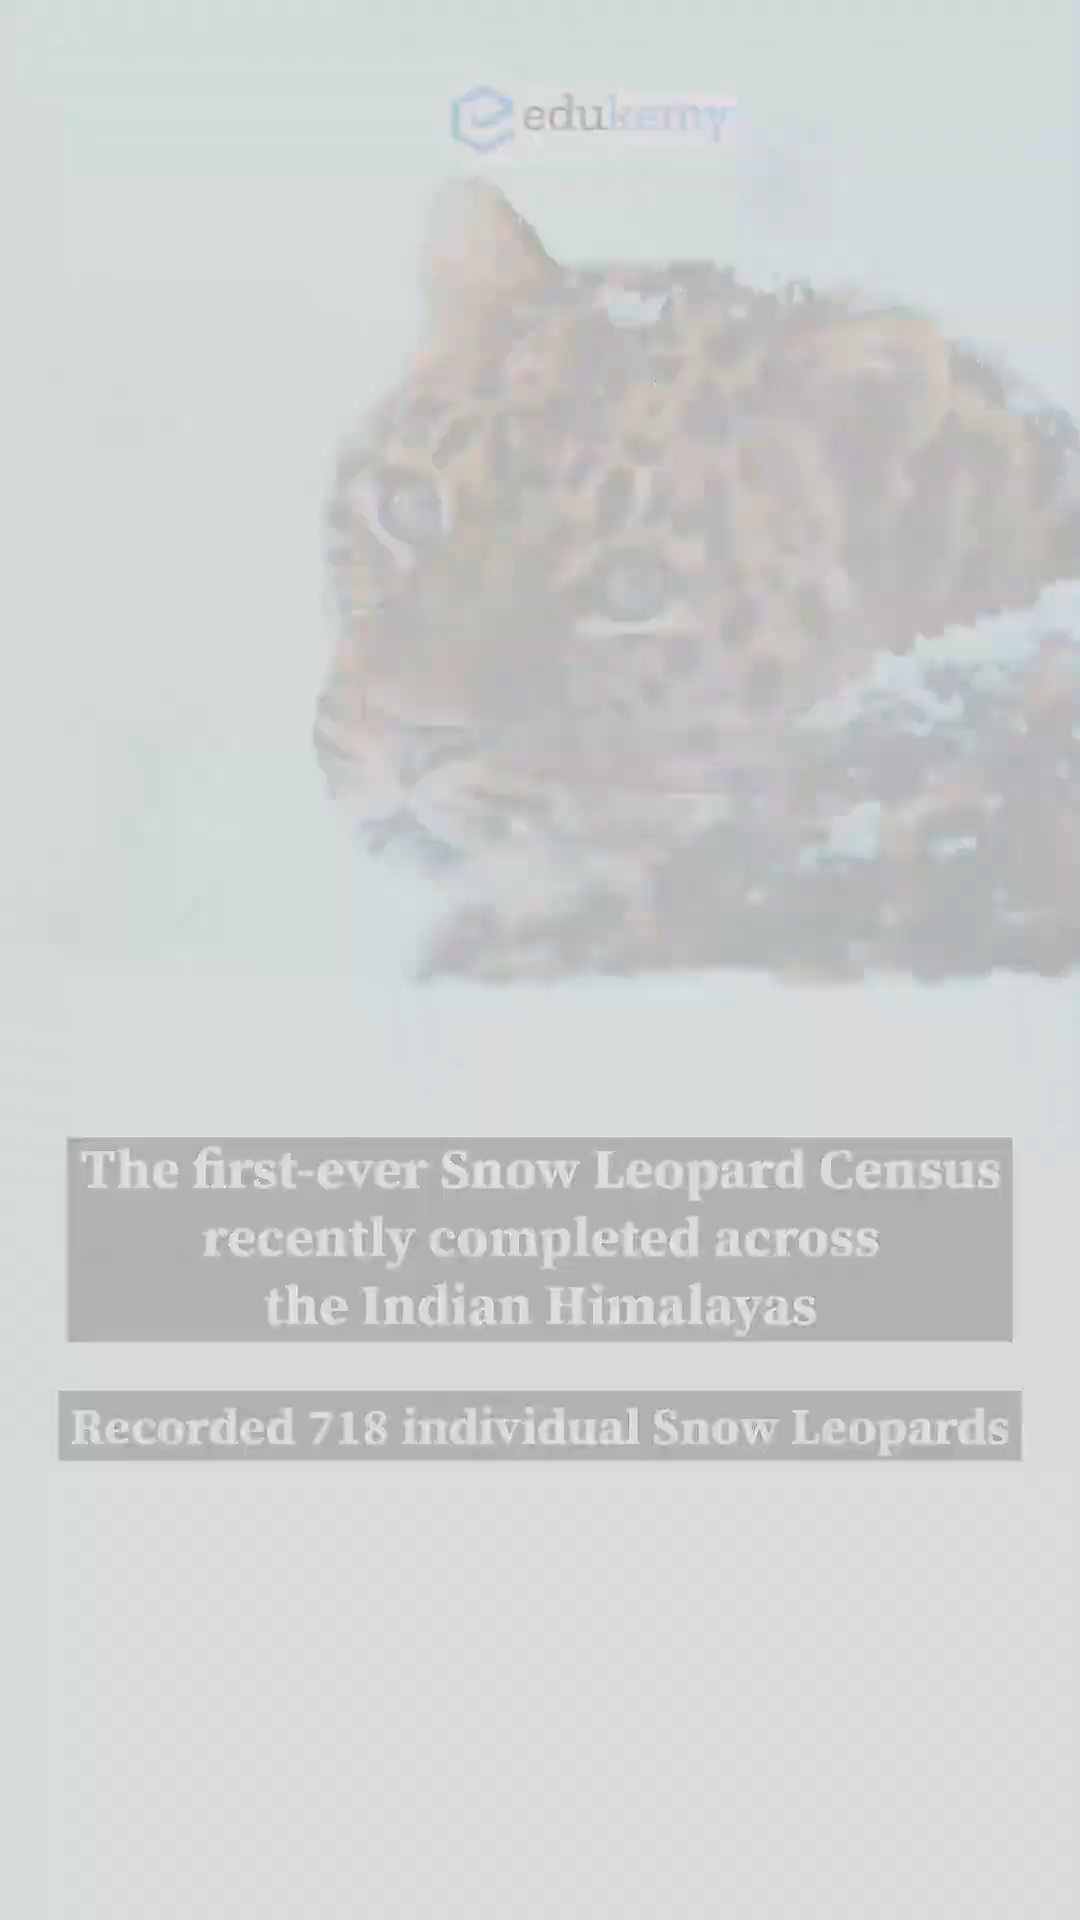 edukemy
The first-ever Snow Leopard Census
recently completed across
the Indian Himalayas
Recorded 718 individual Snow Leopards